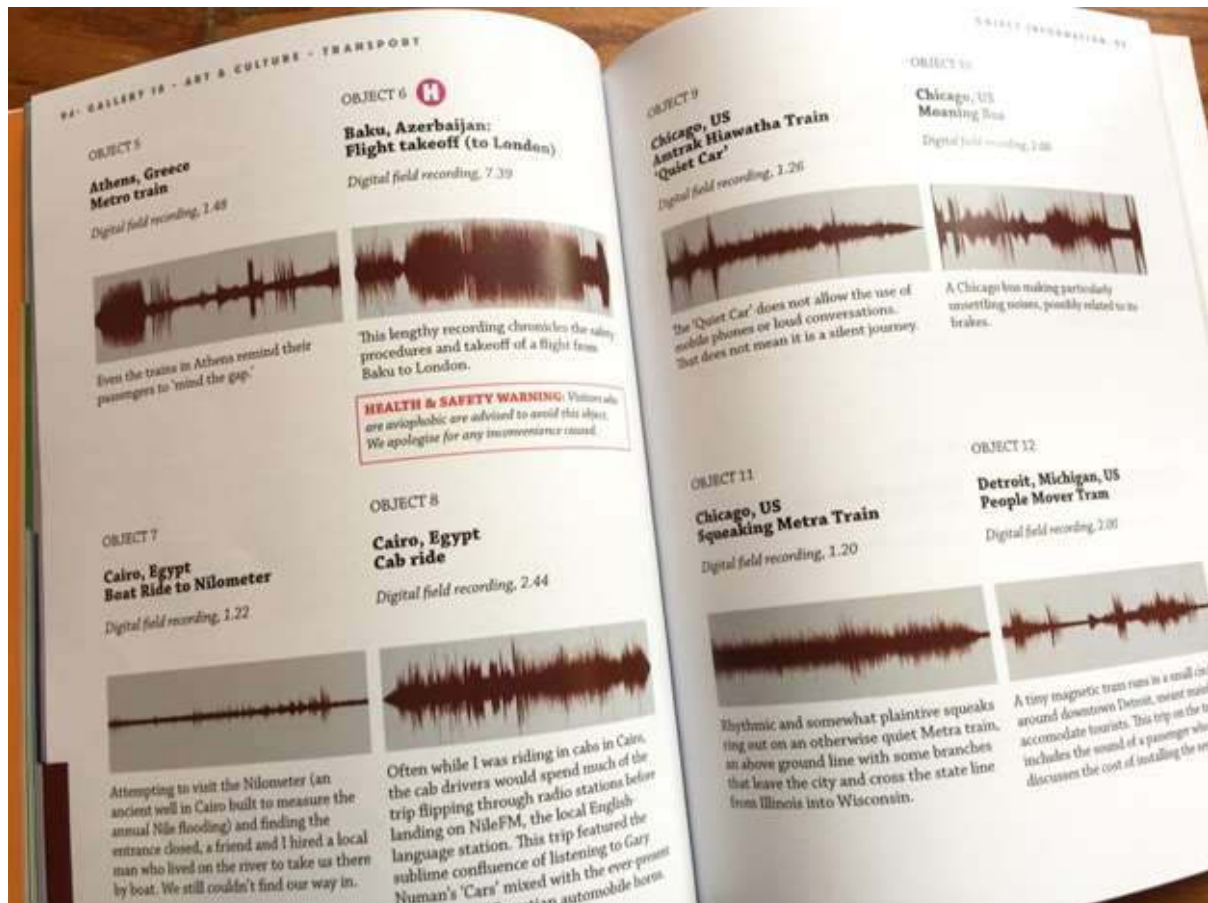 94 · GALLERY 18 · ART & CULTURE · TRANSPORT
OBJECT 5
Athens, Greece
Metro train
Digital field recording, 1.48
Even the trains in Athens remind their
passengers to 'mind the gap.'
OBJECT 6 H
Baku, Azerbaijan:
Flight takeoff (to London)
Digital field recording, 7.39
This lengthy recording chronicles the safety
procedures and takeoff of a flight from
Baku to London.
HEALTH & SAFETY WARNING: Visitors who
are aviophobic are advised to avoid this object.
We apologise for any inconvenience caused.
OBJECT 7
Cairo, Egypt
Boat Ride to Nilometer
Digital field recording, 1.22
Attempting to visit the Nilometer (an
ancient well in Cairo built to measure the
annual Nile flooding) and finding the
entrance closed, a friend and I hired a local
man who lived on the river to take us there
by boat. We still couldn't find our way in.
OBJECT 8
Cairo, Egypt
Cab ride
Digital field recording, 2.44
Often while I was riding in cabs in Cairo,
the cab drivers would spend much of the
trip flipping through radio stations before
landing on NileFM, the local English-
language station. This trip featured the
sublime confluence of listening to Gary
Numan's 'Cars' mixed with the ever-present
automobile horns.
OBJECT INFORMATION
OBJECT 9
Chicago, US
Amtrak Hiawatha Train
'Quiet Car'
Digital field recording, 1.26
The 'Quiet Car' does not allow the use of
mobile phones or loud conversations.
That does not mean it is a silent journey.
OBJECT 10
Chicago, US
Moaning Bus
Digital field recording,
A Chicago bus making particularly
unsettling noises, possibly related to its
brakes.
OBJECT 11
Chicago, US
Squeaking Metra Train
Digital field recording, 1.20
Rhythmic and somewhat plaintive squeaks
ring out on an otherwise quiet Metra train,
an above ground line with some branches
that leave the city and cross the state line
from Illinois into Wisconsin.
OBJECT 12
Detroit, Michigan, US
People Mover Tram
Digital field recording, 2.00
A tiny magnetic tram runs in a small
around downtown Detroit, meant
accomodate tourists. This trip on the
includes the sound of a passenger
discusses the cost of installing the